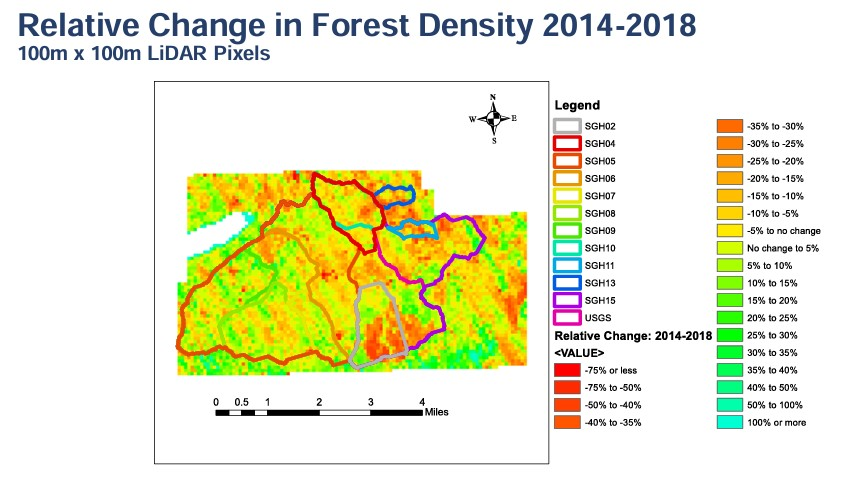 Relative Change in Forest Density 2014-2018
100m x 100m LiDAR Pixels
N
W E
S
0 0.5 1 2 3 4
Miles
Legend
SGH02
SGH04
SGH05
SGH06
SGH07
SGH08
SGH09
SGH10
SGH11
SGH13
SGH15
USGS
Relative Change: 2014-2018
<VALUE>
-75% or less
-75% to -50%
-50% to -40%
-40% to -35%
-35% to -30%
-30% to -25%
-25% to -20%
-20% to -15%
-15% to -10%
-10% to -5%
-5% to no change
No change to 5%
5% to 10%
10% to 15%
15% to 20%
20% to 25%
25% to 30%
30% to 35%
35% to 40%
40% to 50%
50% to 100%
100% or more